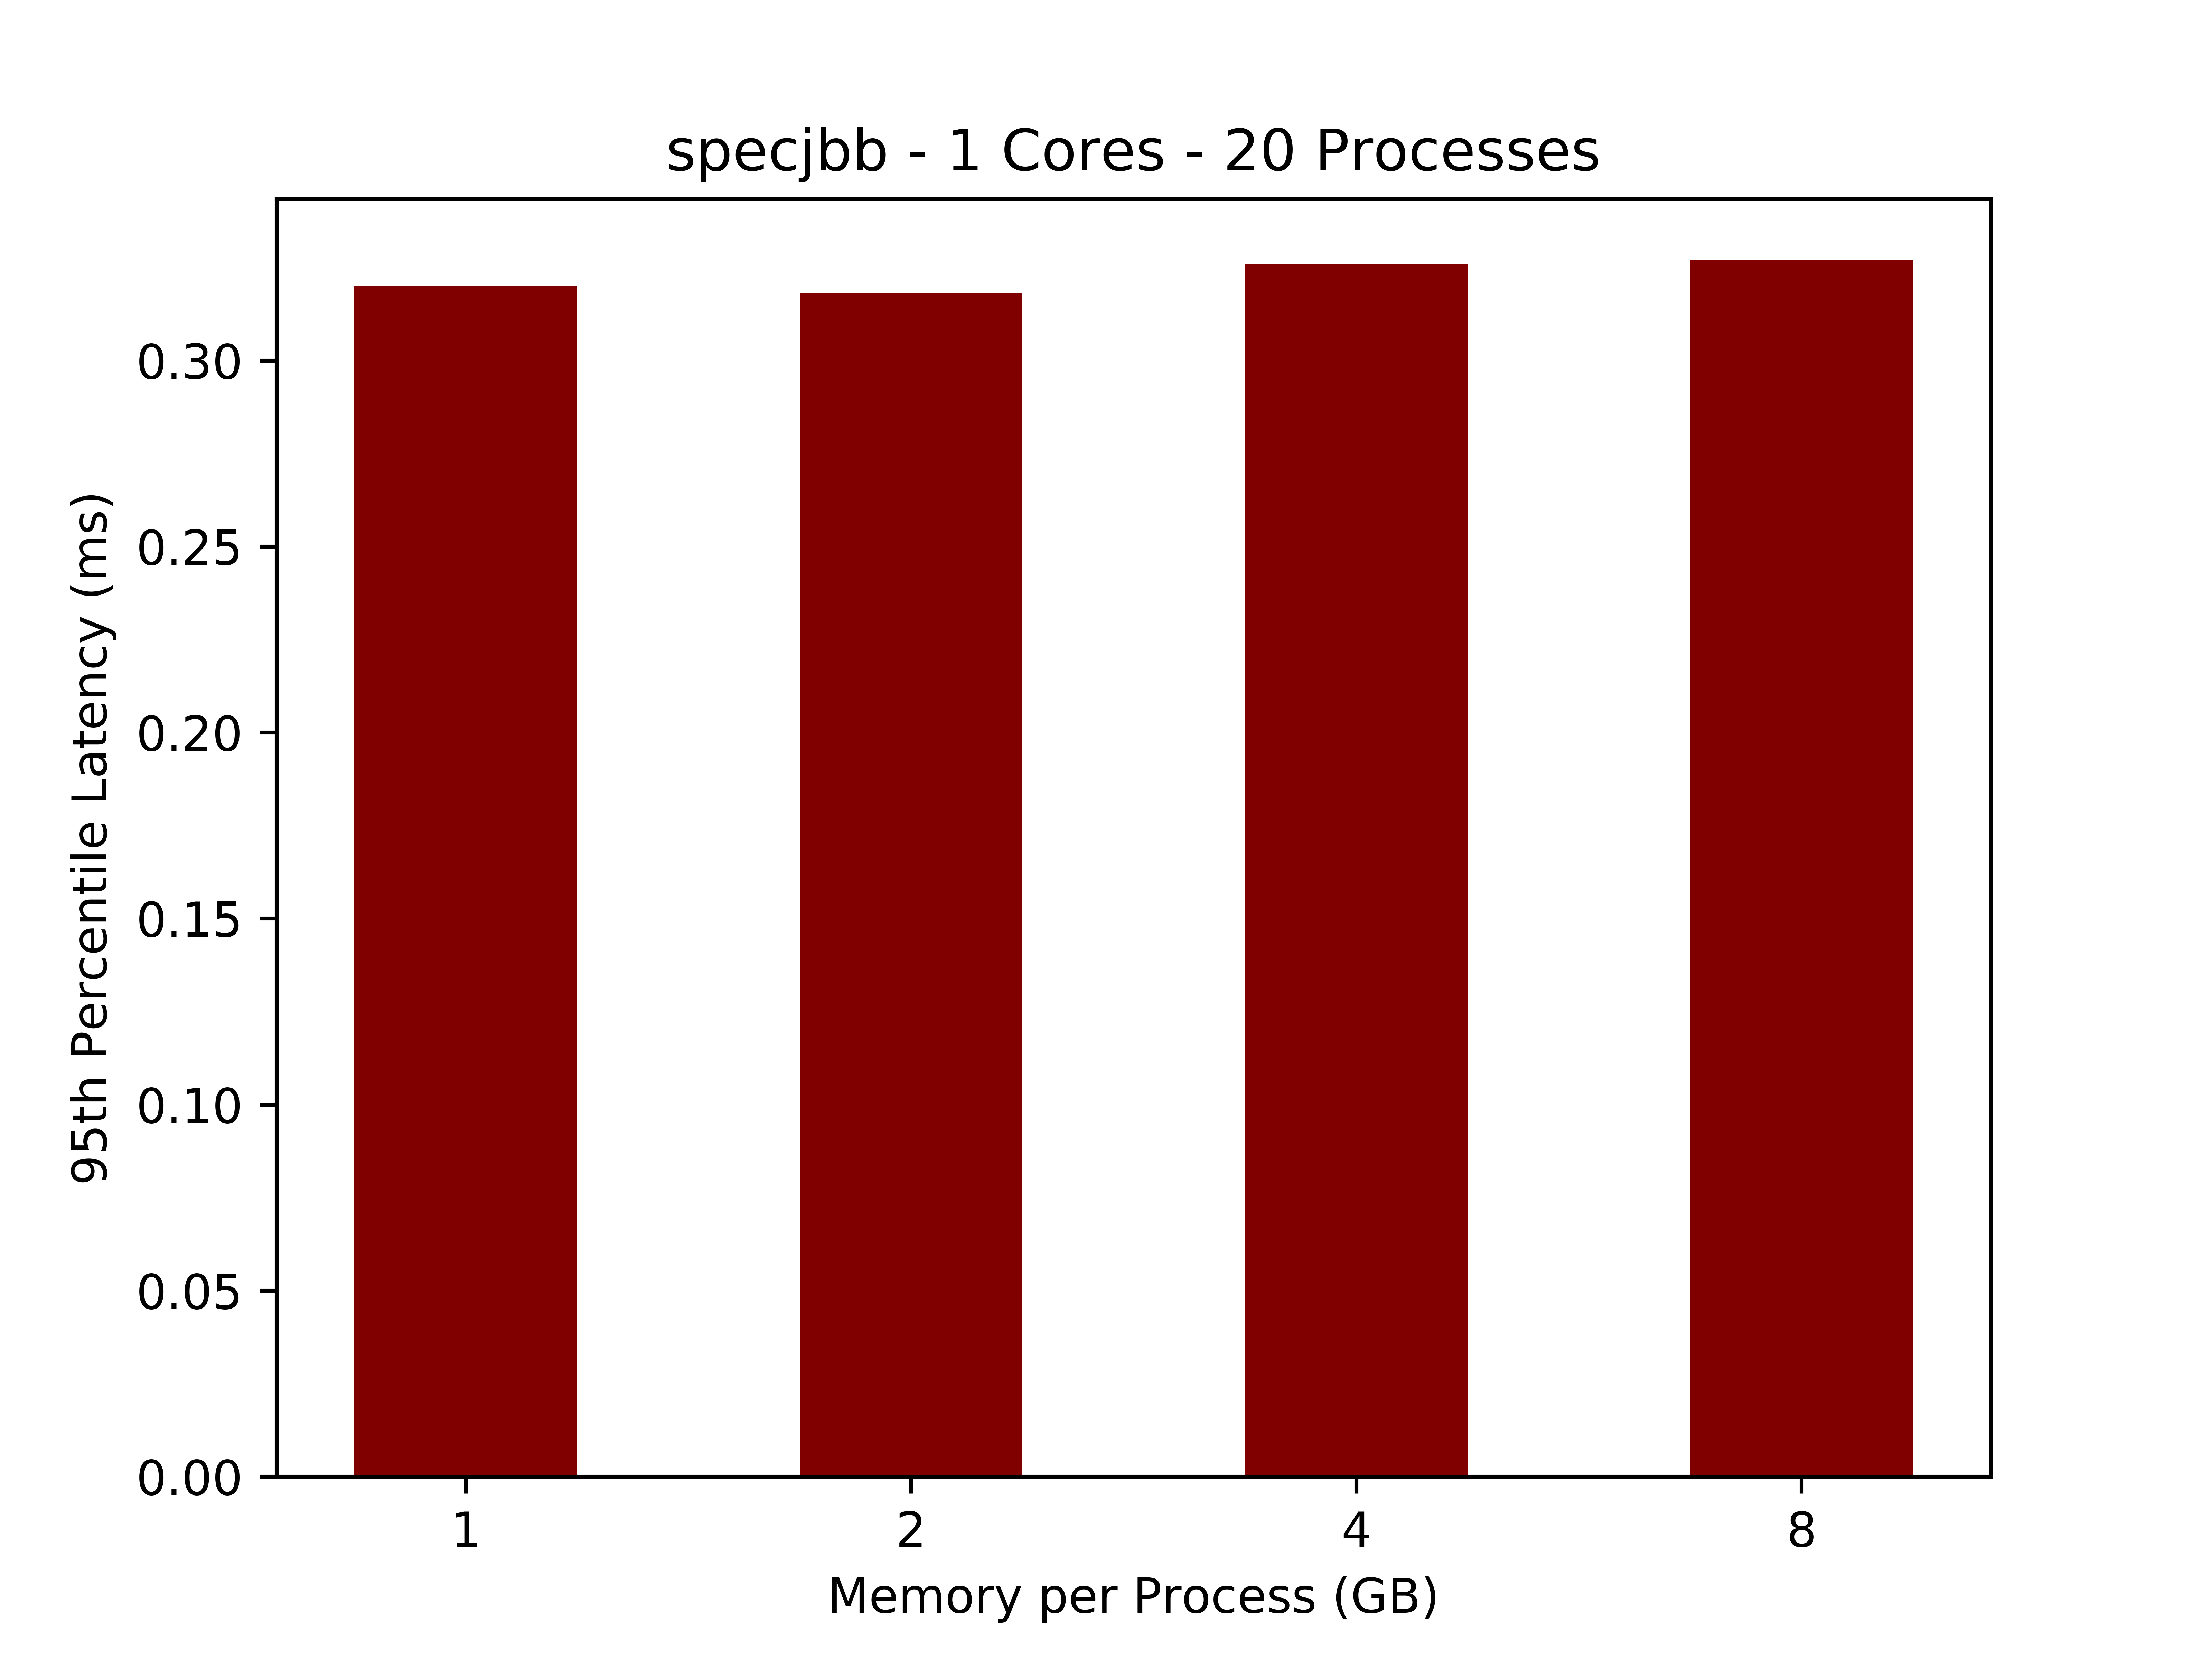 specjbb - 1 Cores - 20 Processes
95th Percentile Latency (ms)
0.30
0.25
0.20
0.15
0.10
0.05
0.00
1 2 4 8
Memory per Process (GB)